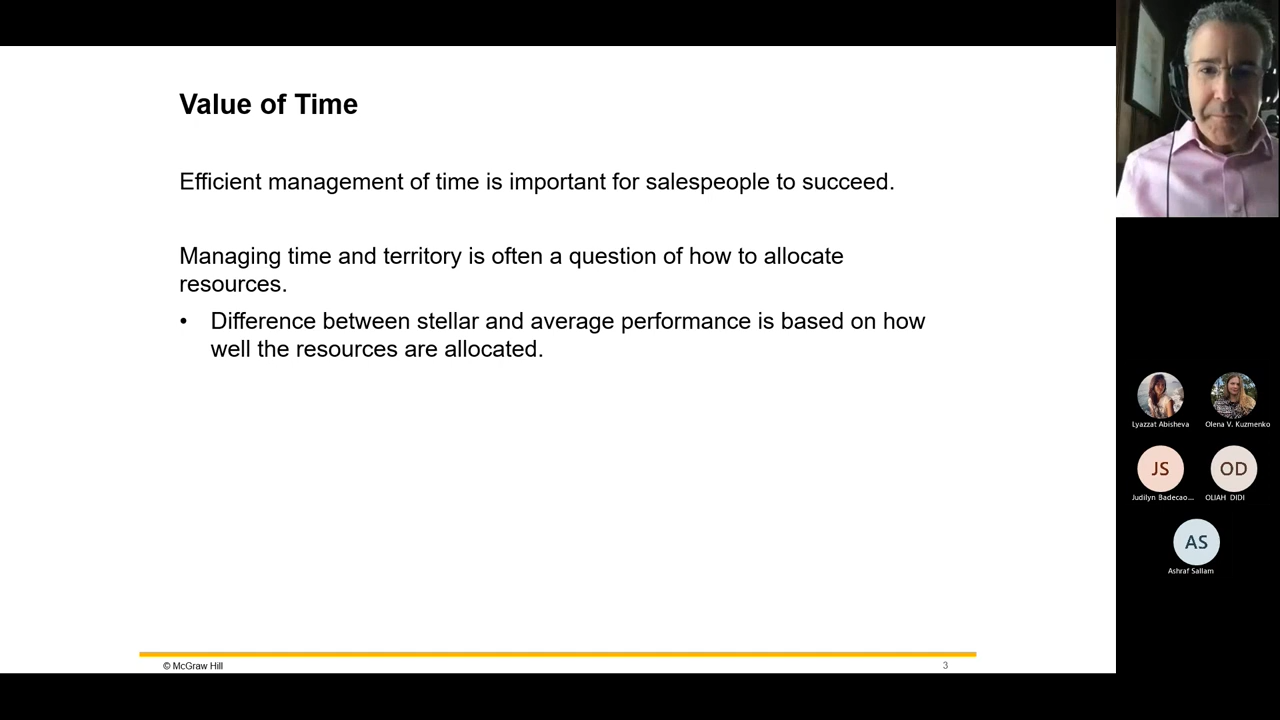 Value of Time
Efficient management of time is important for salespeople to succeed.
Managing time and territory is often a question of how to allocate
resources.
• Difference between stellar and average performance is based on how
well the resources are allocated.
© McGraw Hill
3
Lyazzat Abisheva
Olena V. Kuzmenko
JS
OD
Judilyn Badecao...
OLIAH DIDI
AS
Ashraf Sallam